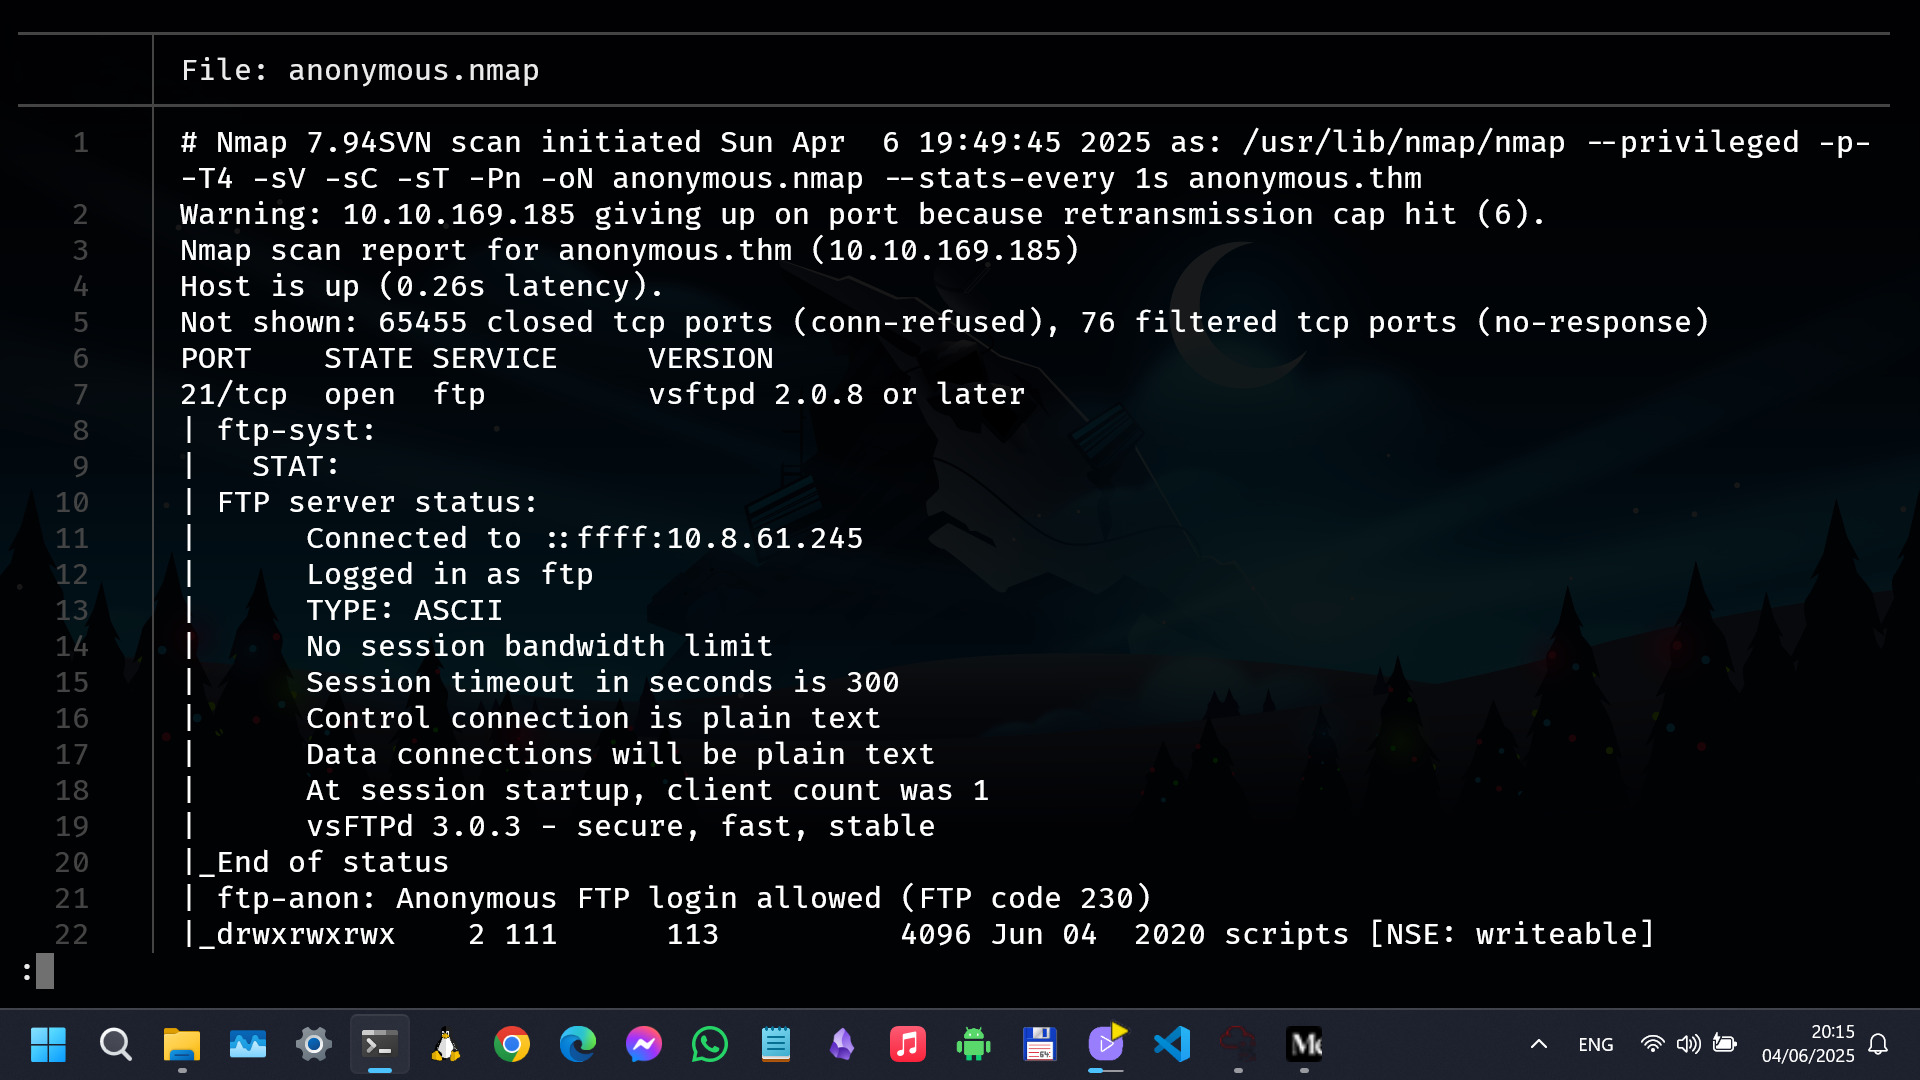 File: anonymous.nmap
1 # Nmap 7.94SVN scan initiated Sun Apr  6 19:49:45 2025 as: /usr/lib/nmap/nmap --privileged -p-
-T4 -sV -sC -sT -Pn -oN anonymous.nmap --stats-every 1s anonymous.thm
2 Warning: 10.10.169.185 giving up on port because retransmission cap hit (6).
3 Nmap scan report for anonymous.thm (10.10.169.185)
4 Host is up (0.26s latency).
5 Not shown: 65455 closed tcp ports (conn-refused), 76 filtered tcp ports (no-response)
6 PORT    STATE SERVICE     VERSION
7 21/tcp  open  ftp         vsftpd 2.0.8 or later
8 | ftp-syst:
9 |   STAT:
10 | FTP server status:
11 |      Connected to ::ffff:10.8.61.245
12 |      Logged in as ftp
13 |      TYPE: ASCII
14 |      No session bandwidth limit
15 |      Session timeout in seconds is 300
16 |      Control connection is plain text
17 |      Data connections will be plain text
18 |      At session startup, client count was 1
19 |      vsFTPd 3.0.3 - secure, fast, stable
20 |_End of status
21 | ftp-anon: Anonymous FTP login allowed (FTP code 230)
22 |_drwxrwxrwx    2 111      113          4096 Jun 04  2020 scripts [NSE: writeable]
:
64
ENG
20:15
04/06/2025